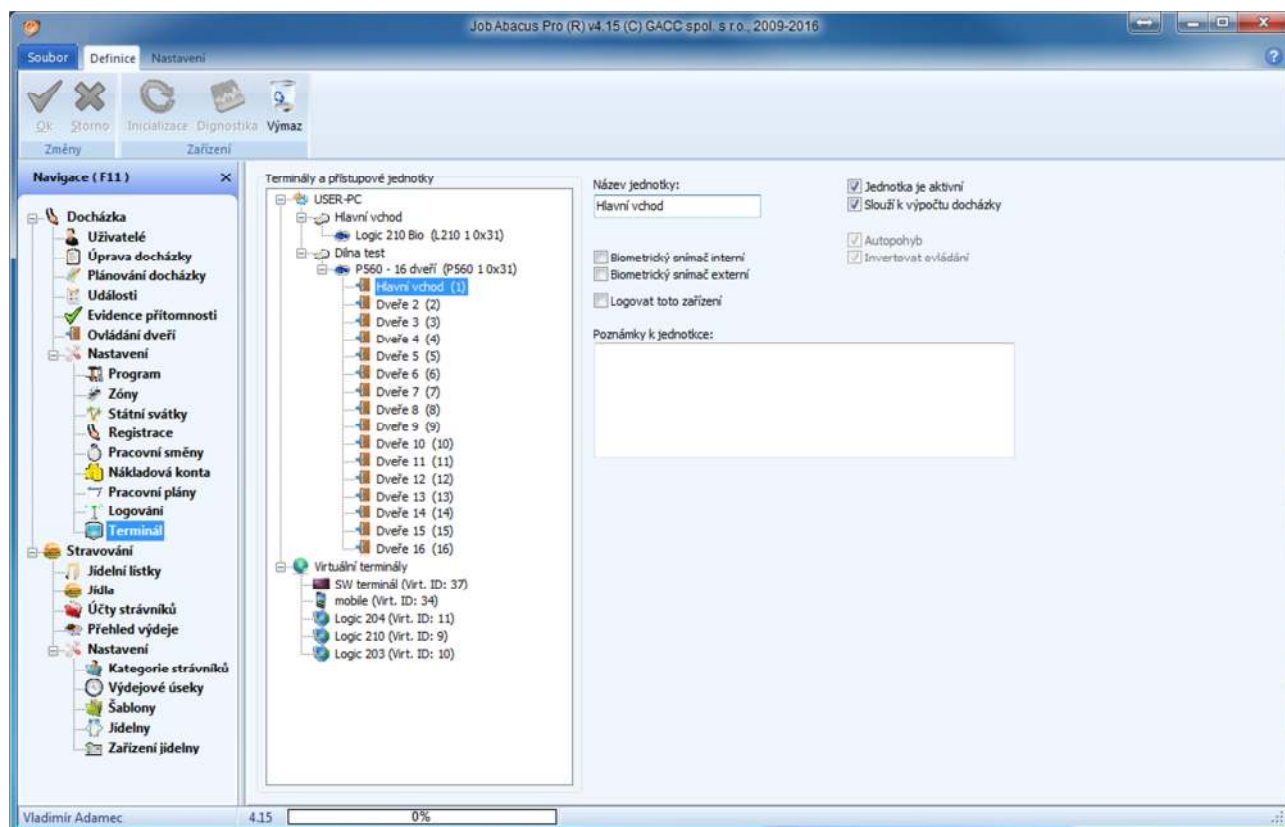 Job Abacus Pro (R) v4.15 (C) GACC spol. s r.o., 2009-2016
Soubor Definice Nastavení
Ok Storno Inicializace Dignostika Výmaz
Změny Zařízení
Navigace ( F11 )
Docházka
Uživatelé
Úprava docházky
Plánování docházky
Události
Evidence přítomnosti
Ovládání dveří
Nastavení
Program
Zóny
Státní svátky
Registrace
Pracovní směny
Nákladová konta
Pracovní plány
Logování
Terminál
Stravování
Jídelní lístky
Jídla
Účty strávníků
Přehled výdeje
Nastavení
Kategorie strávníků
Výdejové úseky
Šablony
Jídelny
Zařízení jídelny
Terminály a přístupové jednotky
USER-PC
Hlavní vchod
Logic 210 Bio (L210 1 0x31)
Dílna test
P560 - 16 dveří (P560 1 0x31)
Hlavní vchod (1)
Dveře 2 (2)
Dveře 3 (3)
Dveře 4 (4)
Dveře 5 (5)
Dveře 6 (6)
Dveře 7 (7)
Dveře 8 (8)
Dveře 9 (9)
Dveře 10 (10)
Dveře 11 (11)
Dveře 12 (12)
Dveře 13 (13)
Dveře 14 (14)
Dveře 15 (15)
Dveře 16 (16)
Virtuální terminály
SW terminál (Virt. ID: 37)
mobile (Virt. ID: 34)
Logic 204 (Virt. ID: 11)
Logic 210 (Virt. ID: 9)
Logic 203 (Virt. ID: 10)
Název jednotky:
Hlavní vchod
Biometrický snímač interní
Biometrický snímač externí
Logovat toto zařízení
Poznámky k jednotkce:
Jednotka je aktivní
Slouží k výpočtu docházky
Autopohyb
Invertovat ovládání
Vladimír Adamec 4.15 0%